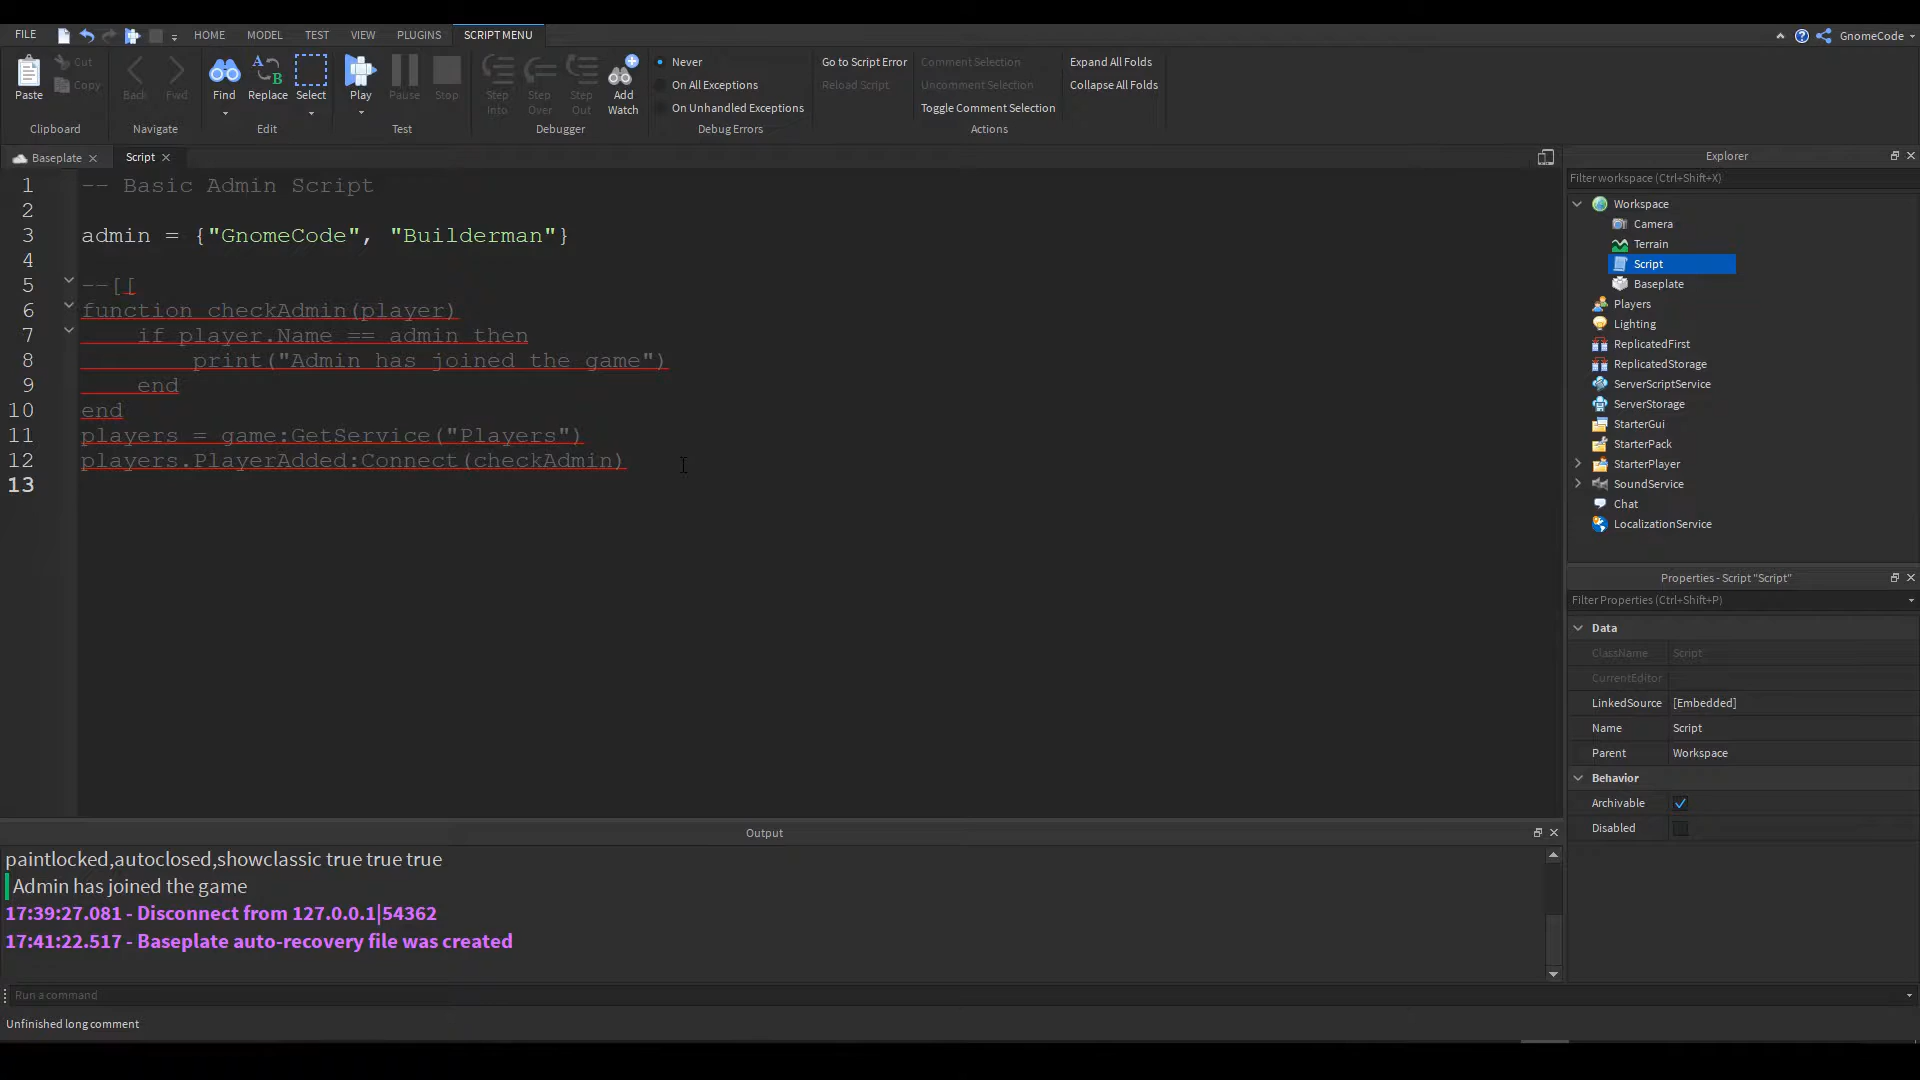 FILE
HOME
MODEL
TEST
VIEW
PLUGINS
SCRIPT MENU
GnomeCode
Paste
Cut
Copy
Clipboard
Back
Fwd
Navigate
Find
Replace
Select
Edit
Play
Pause
Stop
Test
Step Into
Step Over
Step Out
Add Watch
Debugger
Never
On All Exceptions
On Unhandled Exceptions
Debug Errors
Go to Script Error
Reload Script
Comment Selection
Uncomment Selection
Toggle Comment Selection
Actions
Expand All Folds
Collapse All Folds
Baseplate
Script
1 -- Basic Admin Script
2
3 admin = {"GnomeCode", "Builderman"}
4
5 --[[
6 function checkAdmin(player)
7 if player.Name == admin then
8 print("Admin has joined the game")
9 end
10 end
11 players = game:GetService("Players")
12 players.PlayerAdded:Connect(checkAdmin)
13
Output
paintlocked,autoclosed,showclassic true true true
Admin has joined the game
17:39:27.081 - Disconnect from 127.0.0.1|54362
17:41:22.517 - Baseplate auto-recovery file was created
Run a command
Unfinished long comment
Explorer
Filter workspace (Ctrl+Shift+X)
Workspace
Camera
Terrain
Script
Baseplate
Players
Lighting
ReplicatedFirst
ReplicatedStorage
ServerScriptService
ServerStorage
StarterGui
StarterPack
StarterPlayer
SoundService
Chat
LocalizationService
Properties - Script "Script"
Filter Properties (Ctrl+Shift+P)
Data
ClassName Script
CurrentEditor
LinkedSource [Embedded]
Name Script
Parent Workspace
Behavior
Archivable
Disabled